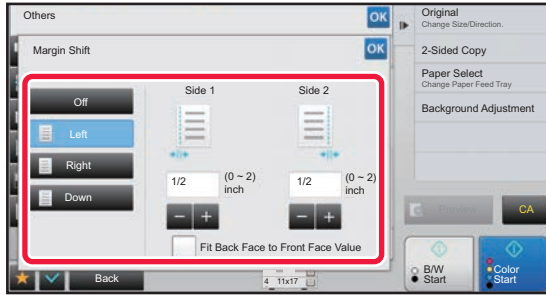 Others
OK
Margin Shift
OK
Off
Left
Right
Down
Side 1
Side 2
1/2
(0 ~ 2)
inch
1/2
(0 ~ 2)
inch
− +
− +
Fit Back Face to Front Face Value
Back
4 11x17
Original
Change Size/Direction.
2-Sided Copy
Paper Select
Change Paper Feed Tray
Background Adjustment
CA
B/W
Start
Color
Start